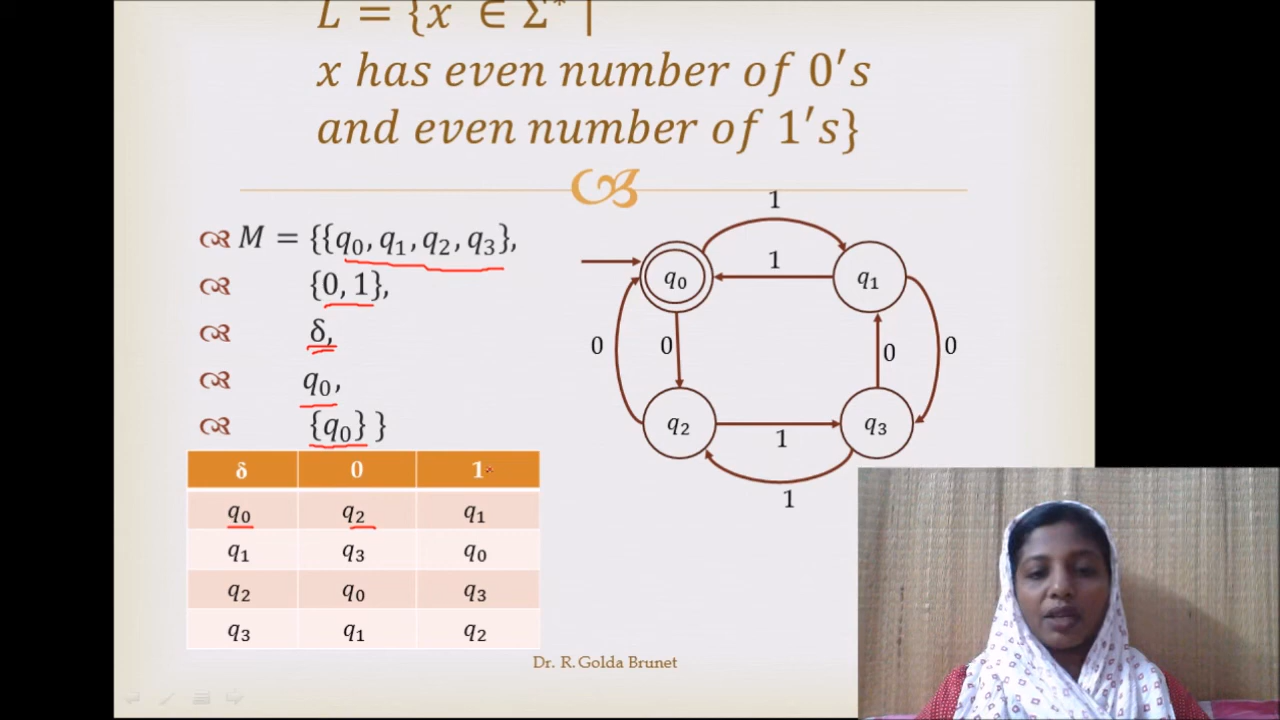 L = {x ∈ Σ* |
x has even number of 0's
and even number of 1's}
M = {{q₀, q₁, q₂, q₃},
{0, 1},
δ,
q₀,
{q₀} }
δ 0 1
q₀ q₂ q₁
q₁ q₃ q₀
q₂ q₀ q₃
q₃ q₁ q₂
1
q₀ 1 q₁
0 0 0 0
q₂ 1 q₃
1
Dr. R. Golda Brunet